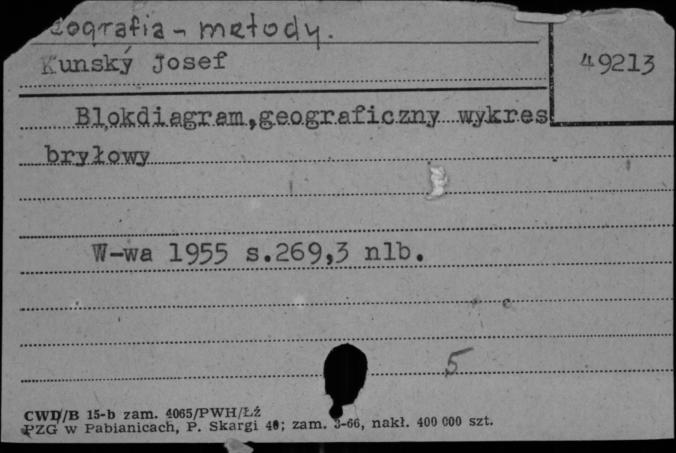 eografia - metody.
Kunský Josef
49213
Blokdiagram,geograficzny wykres
bryłowy
W-wa 1955 s.269,3 nlb.
5
CWD/B 15-b zam. 4065/PWH/Łż
PZG w Pabianicach, P. Skargi 40; zam. 3-66, nakł. 400 000 szt.